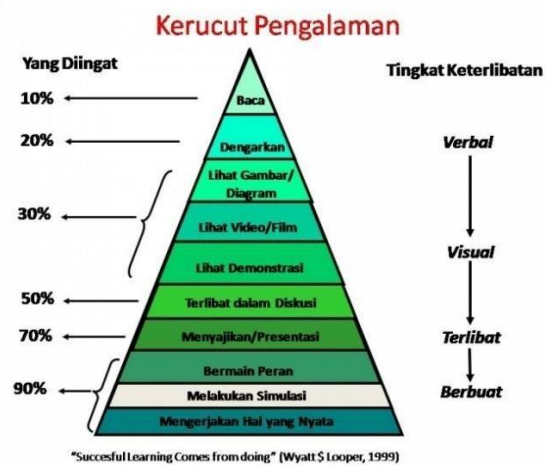 Kerucut Pengalaman
Yang Diingat
Tingkat Keterlibatan
10%
Baca
20%
Dengarkan
Verbal
Lihat Gambar/
Diagram
30%
Lihat Video/Film
Visual
Lihat Demonstrasi
50%
Terlibat dalam Diskusi
70%
Menyajikan/Presentasi
Terlibat
Bermain Peran
90%
Melakukan Simulasi
Berbuat
Mengerjakan Hal yang Nyata
"Succesful Learning Comes from doing" (Wyatt $ Looper, 1999)